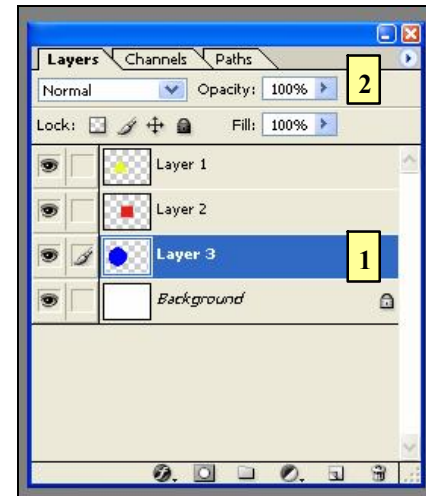 Layers Channels Paths
Normal Opacity: 100% 2
Lock: Fill: 100%
Layer 1
Layer 2
Layer 3 1
Background